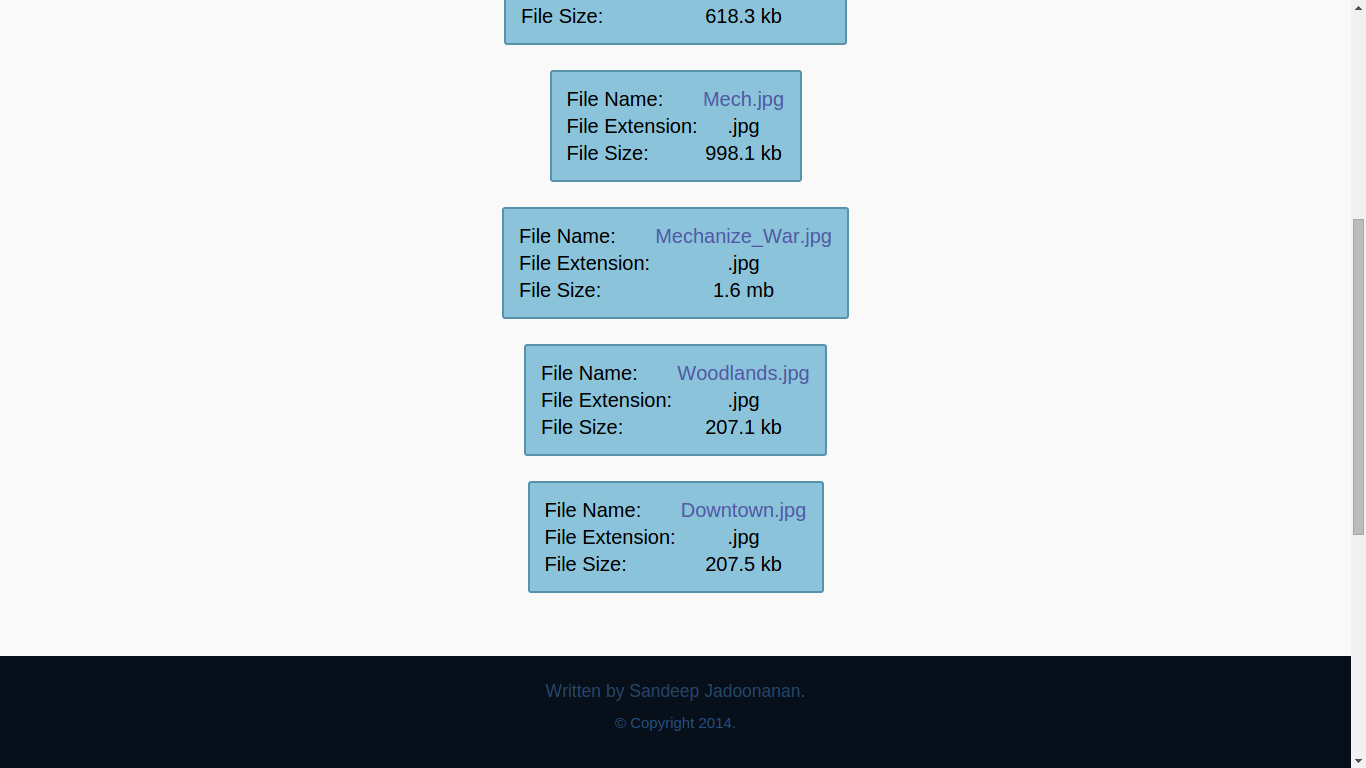 File Size: 618.3 kb
File Name: Mech.jpg
File Extension: .jpg
File Size: 998.1 kb
File Name: Mechanize_War.jpg
File Extension: .jpg
File Size: 1.6 mb
File Name: Woodlands.jpg
File Extension: .jpg
File Size: 207.1 kb
File Name: Downtown.jpg
File Extension: .jpg
File Size: 207.5 kb
Written by Sandeep Jadoonanan.
© Copyright 2014.